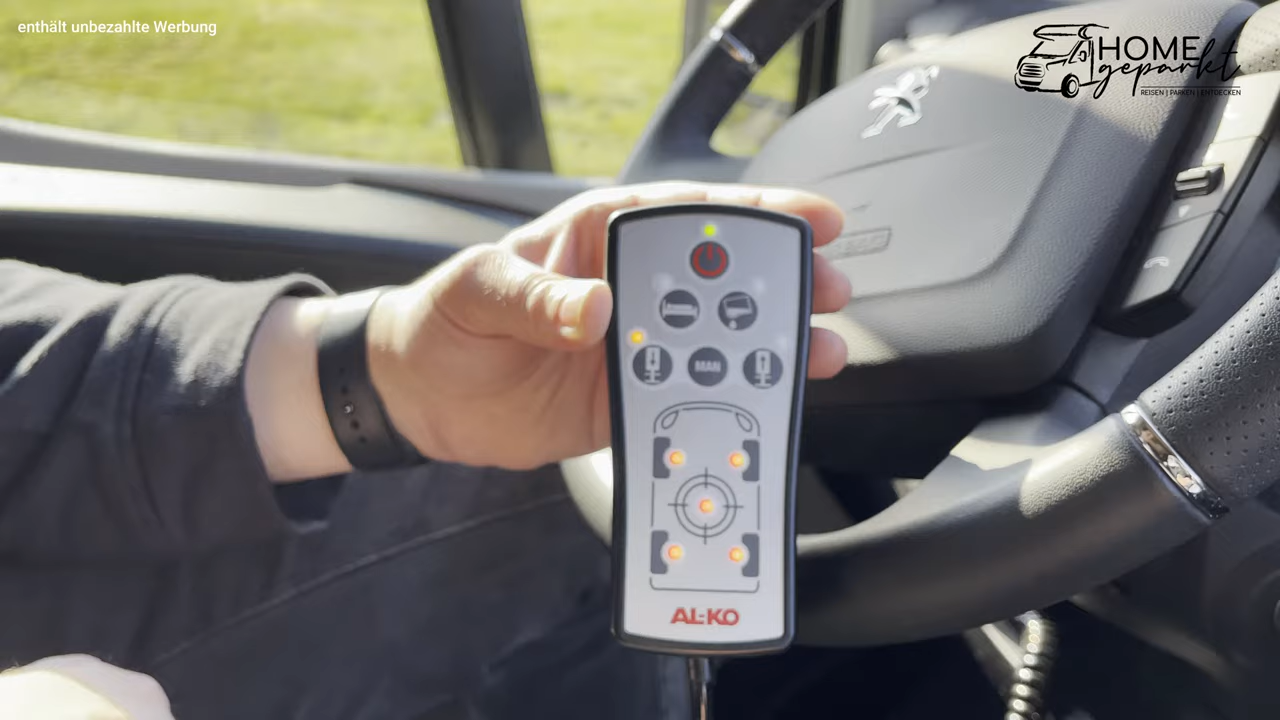 enthält unbezahlte Werbung
HOME
geparkt
REISEN | PARKEN | ENTDECKEN
MAN
AL-KO